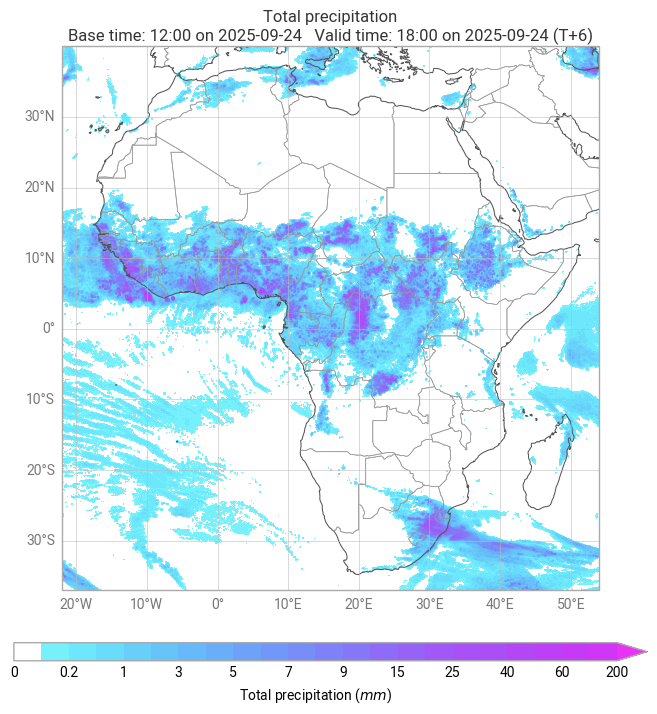 Total precipitation
Base time: 12:00 on 2025-09-24 Valid time: 18:00 on 2025-09-24 (T+6)
30°N
20°N
10°N
0°
10°S
20°S
30°S
20°W 10°W 0° 10°E 20°E 30°E 40°E 50°E
0 0.2 1 3 5 7 9 15 25 40 60 200
Total precipitation (mm)